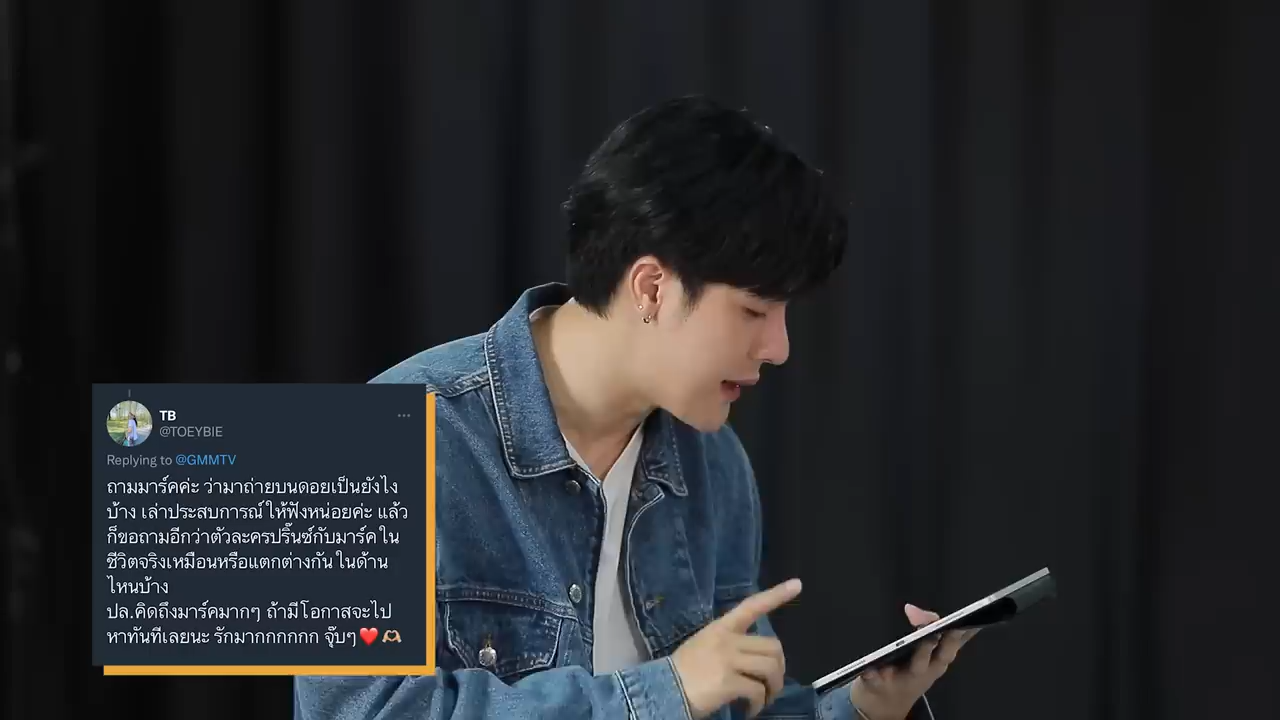 TB
@TOEYBIE
Replying to @GMMTV
ถามมาร์คค่ะ ว่ามาถ่ายบนดอยเป็นยังไง
บ้าง เล่าประสบการณ์ให้ฟังหน่อยค่ะ แล้ว
ก็ขอถามอีกว่าตัวละครปริ๊นซ์กับมาร์คใน
ชีวิตจริงเหมือนหรือแตกต่างกันในด้าน
ไหนบ้าง
ปล.คิดถึงมาร์คมากๆ ถ้ามีโอกาสจะไป
หาทันทีเลยนะ รักมากกกกกก จุ๊บๆ❤️🫶🏼